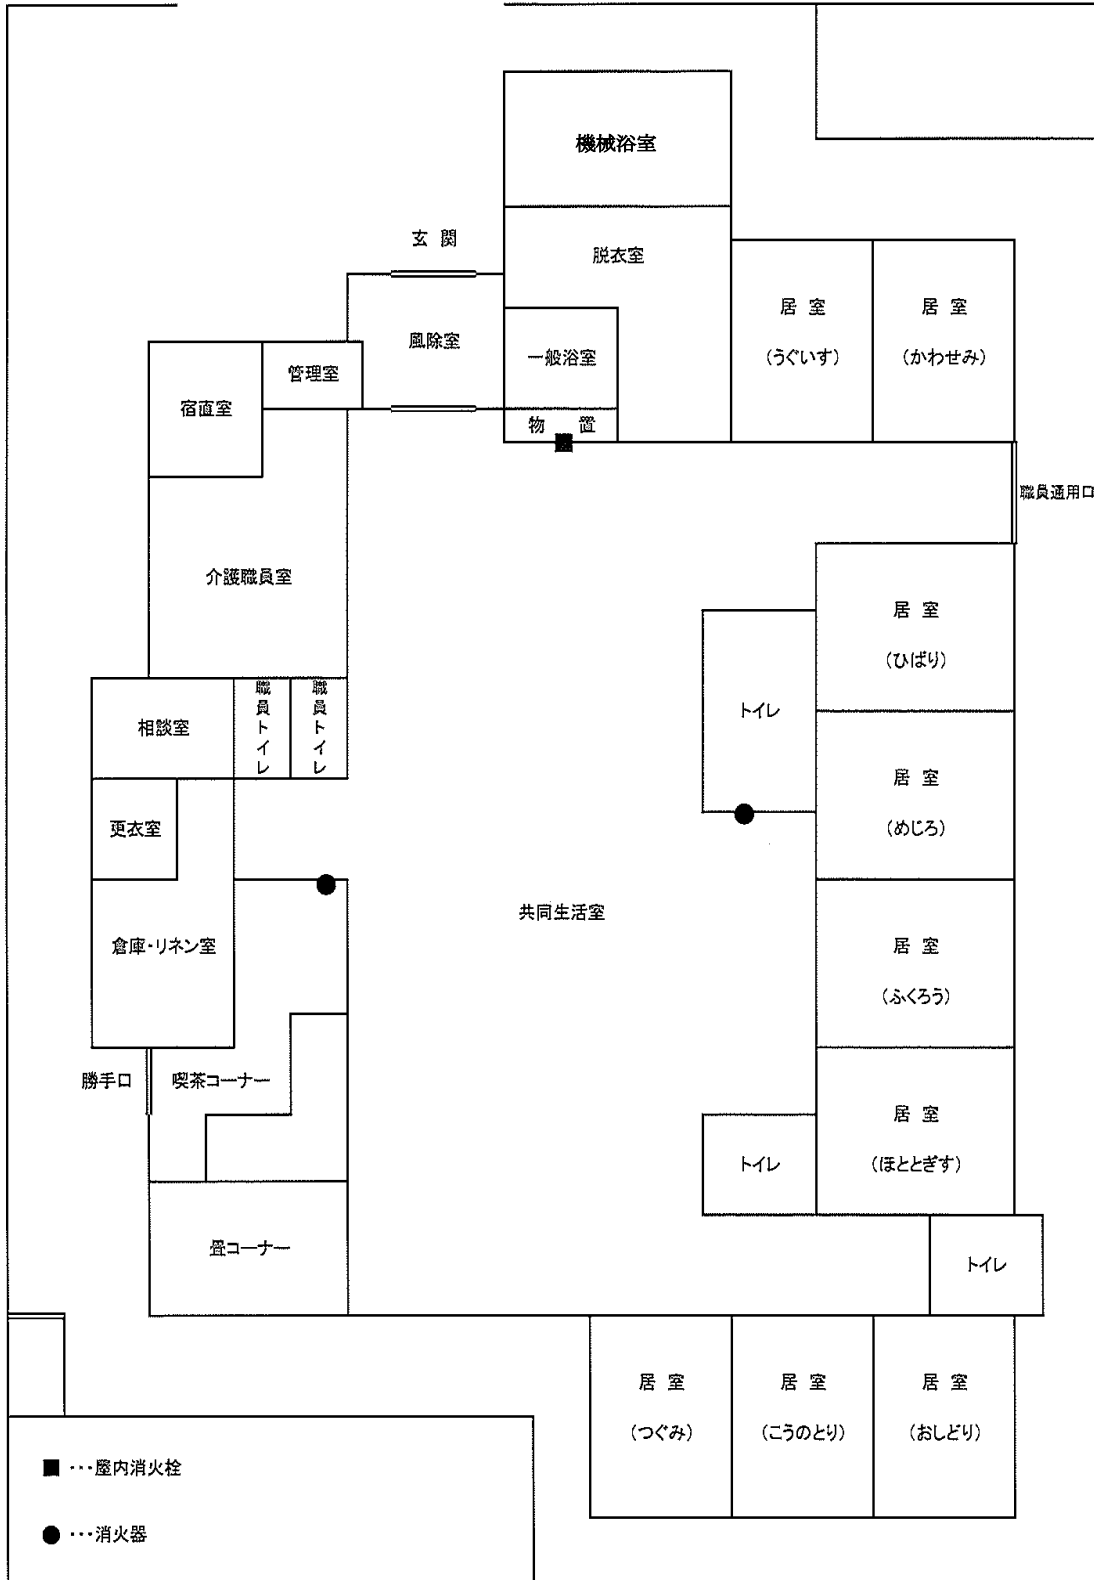 機械浴室
玄 関
脱衣室
居 室
(うぐいす)
居 室
(かわせみ)
風除室
一般浴室
管理室
宿直室
物 置
職員通用口
介護職員室
居 室
(ひばり)
相談室
職員トイレ
職員トイレ
トイレ
更衣室
居 室
(めじろ)
共同生活室
倉庫・リネン室
居 室
(ふくろう)
勝手口
喫茶コーナー
居 室
(ほととぎす)
トイレ
畳コーナー
トイレ
居 室
(つぐみ)
居 室
(こうのとり)
居 室
(おしどり)
■ ・・・屋内消火栓
● ・・・消火器